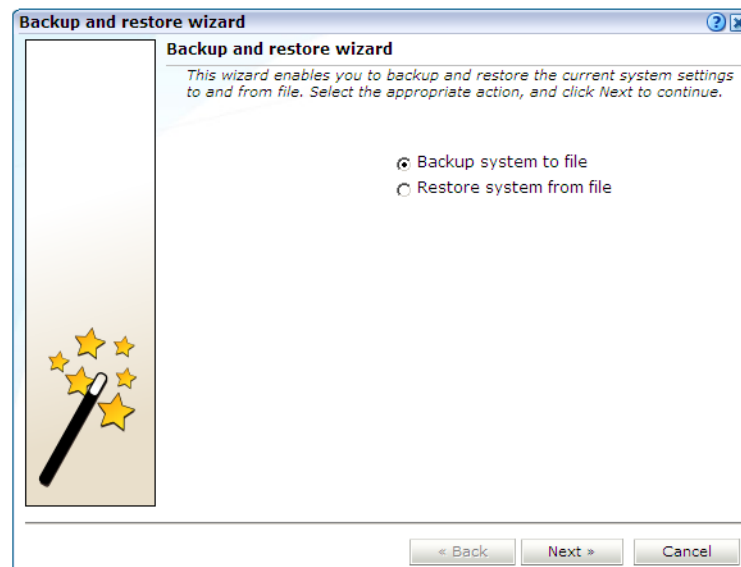 Backup and restore wizard
Backup and restore wizard
This wizard enables you to backup and restore the current system settings
to and from file. Select the appropriate action, and click Next to continue.
Backup system to file
Restore system from file
« Back
Next »
Cancel